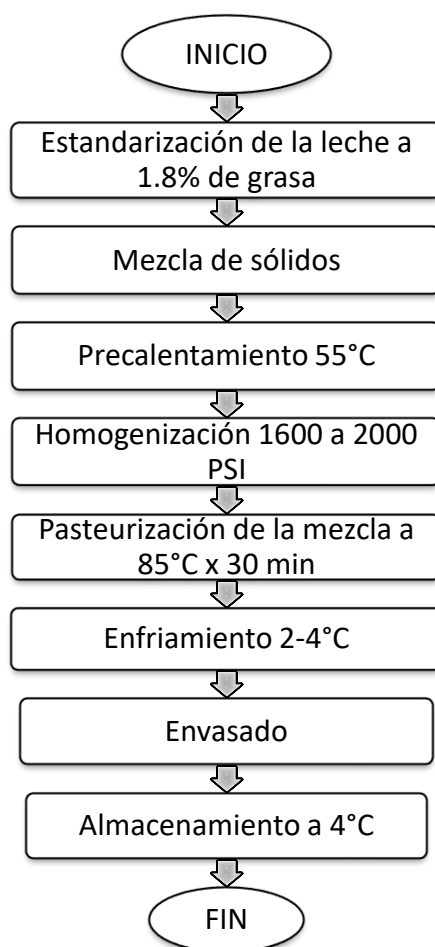 INICIO
Estandarización de la leche a
1.8% de grasa
Mezcla de sólidos
Precalentamiento 55°C
Homogenización 1600 a 2000
PSI
Pasteurización de la mezcla a
85°C x 30 min
Enfriamiento 2-4°C
Envasado
Almacenamiento a 4°C
FIN